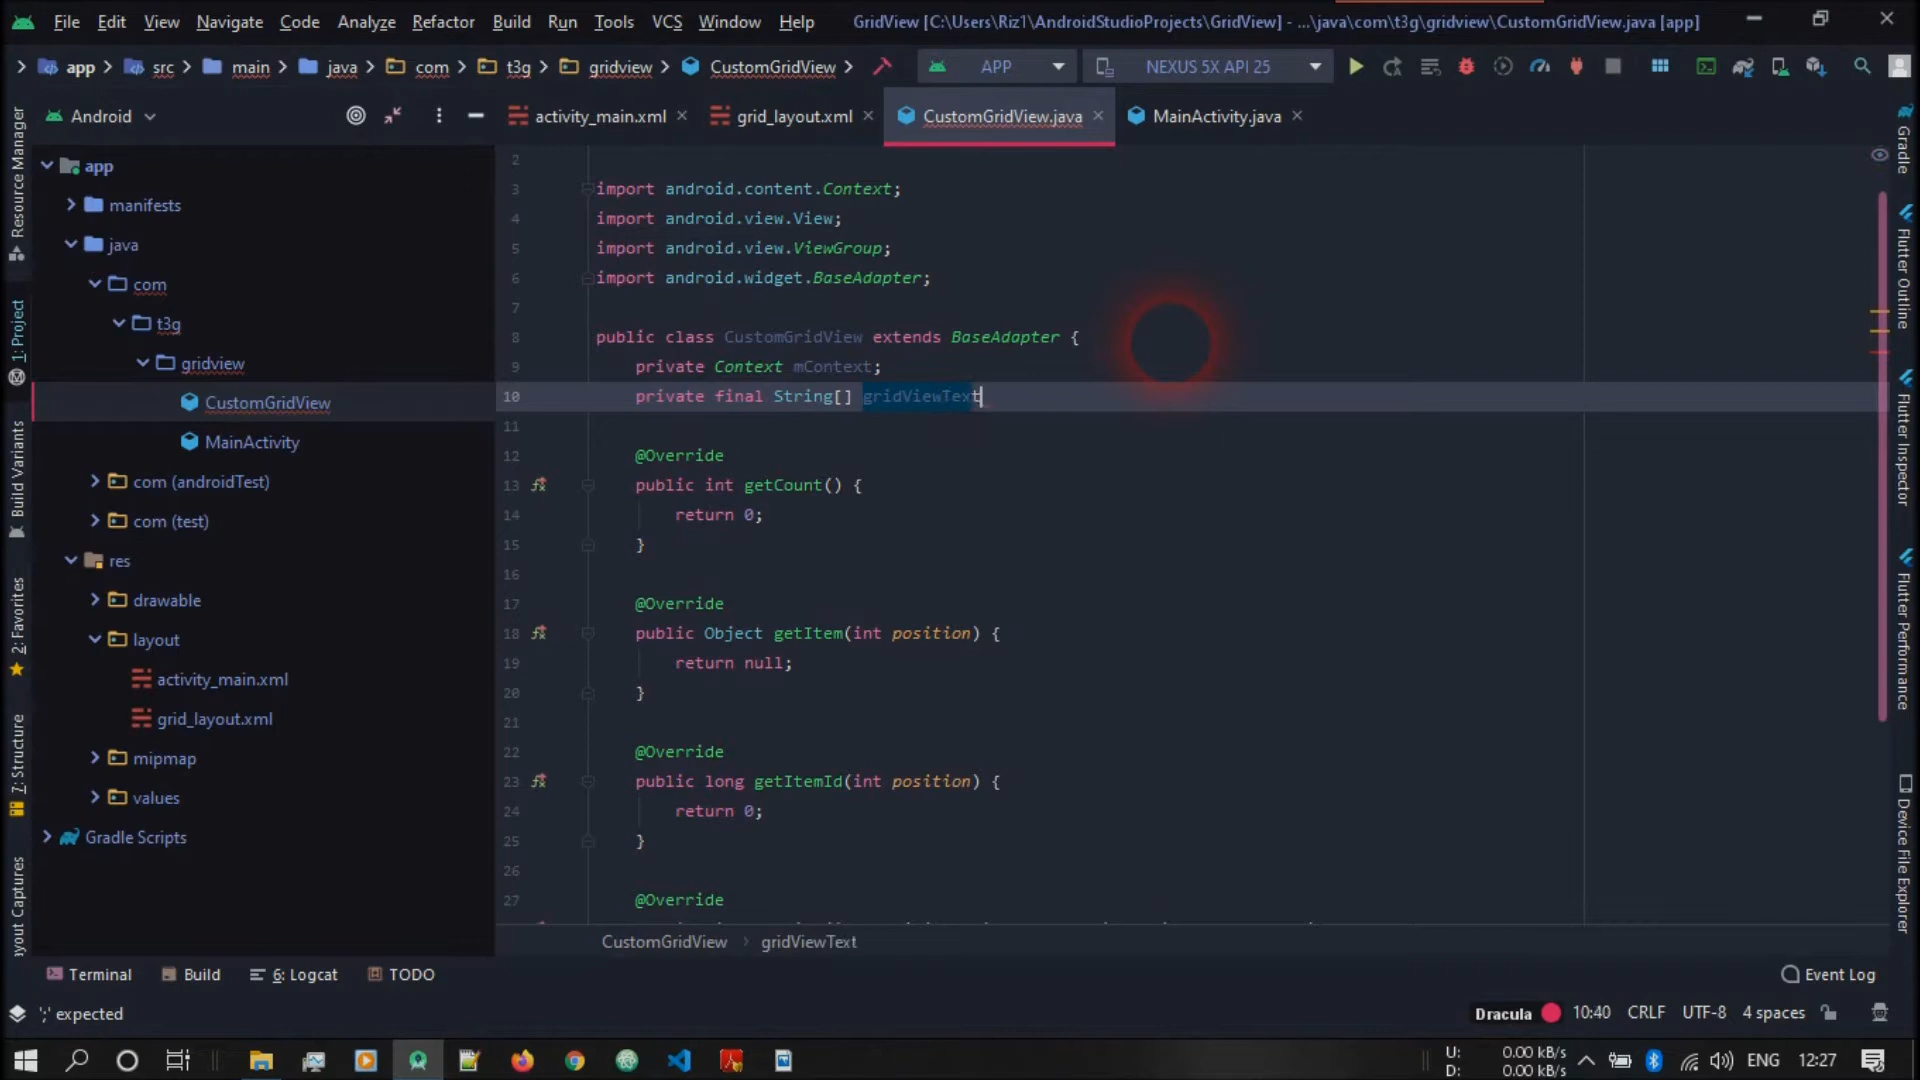 File Edit View Navigate Code Analyze Refactor Build Run Tools VCS Window Help GridView [C:\Users\Riz1\AndroidStudioProjects\GridView] - ...\java\com\t3g\gridview\CustomGridView.java [app]
app src main java com t3g gridview CustomGridView APP NEXUS 5X API 25
Android activity_main.xml grid_layout.xml CustomGridView.java MainActivity.java
app
manifests
java
com
t3g
gridview
CustomGridView
MainActivity
com (androidTest)
com (test)
res
drawable
layout
activity_main.xml
grid_layout.xml
mipmap
values
Gradle Scripts
Resource Manager
1: Project
Build Variants
2: Favorites
7: Structure
ayout Captures
2
3 import android.content.Context;
4 import android.view.View;
5 import android.view.ViewGroup;
6 import android.widget.BaseAdapter;
7
8 public class CustomGridView extends BaseAdapter {
9 private Context mContext;
10 private final String[] gridViewText
11
12 @Override
13 public int getCount() {
14 return 0;
15 }
16
17 @Override
18 public Object getItem(int position) {
19 return null;
20 }
21
22 @Override
23 public long getItemId(int position) {
24 return 0;
25 }
26
27 @Override
CustomGridView gridViewText
Gradle
Flutter Outline
Flutter Inspector
Flutter Performance
Device File Explorer
Terminal Build 6: Logcat TODO Event Log
';' expected Dracula 10:40 CRLF UTF-8 4 spaces
U: 0.00 kB/s
D: 0.00 kB/s
ENG 12:27